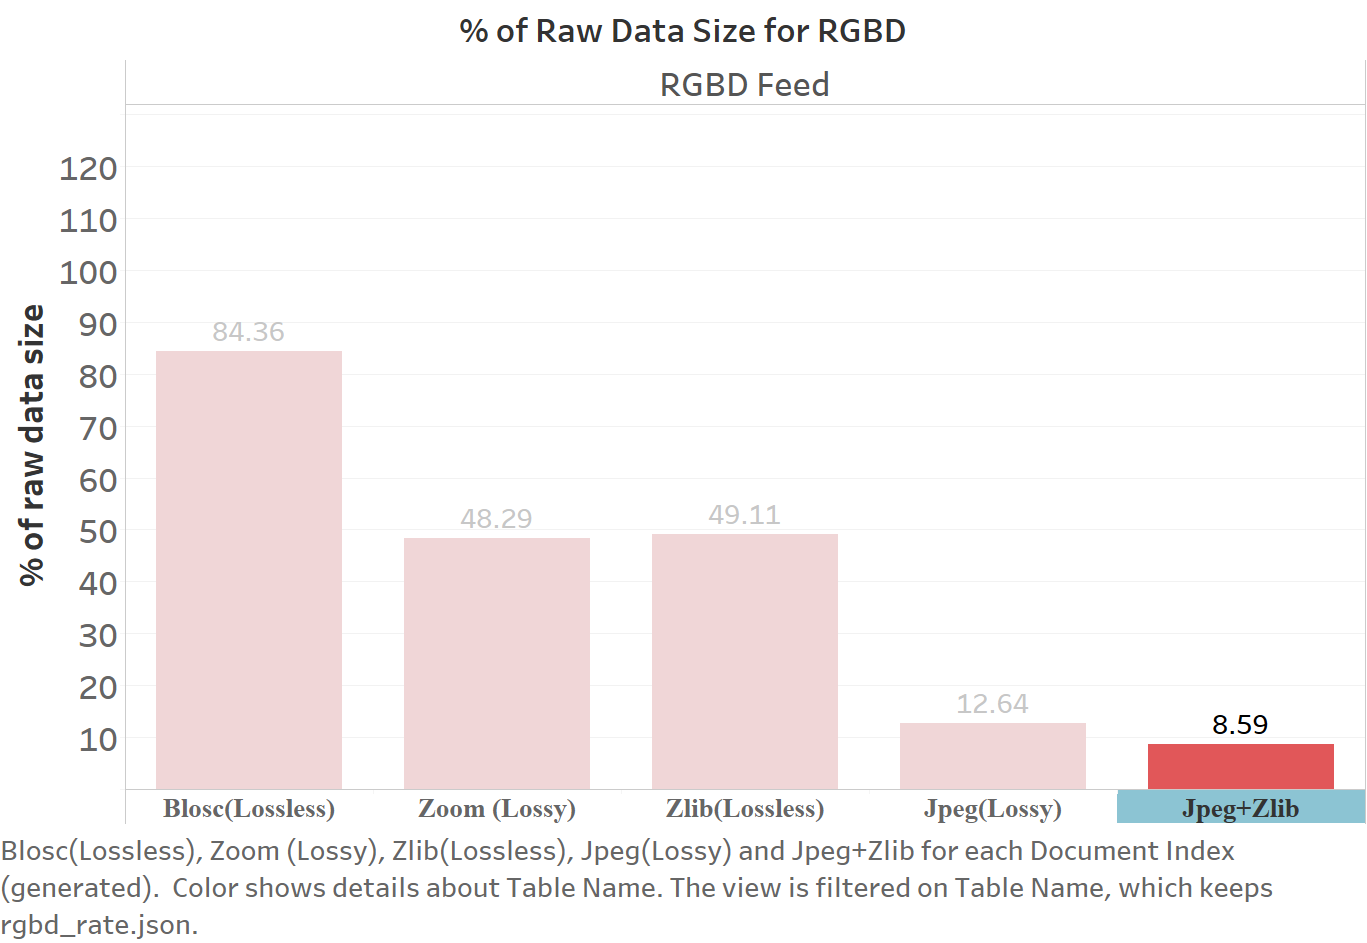 % of Raw Data Size for RGBD
RGBD Feed
% of raw data size
120
110
100
90
80
70
60
50
40
30
20
10
84.36
48.29
49.11
12.64
8.59
Blosc(Lossless)
Zoom (Lossy)
Zlib(Lossless)
Jpeg(Lossy)
Jpeg+Zlib
Blosc(Lossless), Zoom (Lossy), Zlib(Lossless), Jpeg(Lossy) and Jpeg+Zlib for each Document Index
(generated).  Color shows details about Table Name. The view is filtered on Table Name, which keeps
rgbd_rate.json.